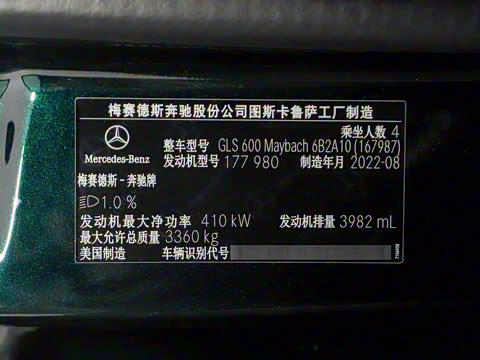 梅赛德斯奔驰股份公司图斯卡鲁萨工厂制造
乘坐人数 4
整车型号 GLS 600 Maybach 6B2A10 (167987)
Mercedes-Benz 发动机型号 177 980 制造年月 2022-08
梅赛德斯-奔驰牌
1.0 %
发动机最大净功率 410 kW 发动机排量 3982 mL
最大允许总质量 3360 kg
美国制造 车辆识别代号